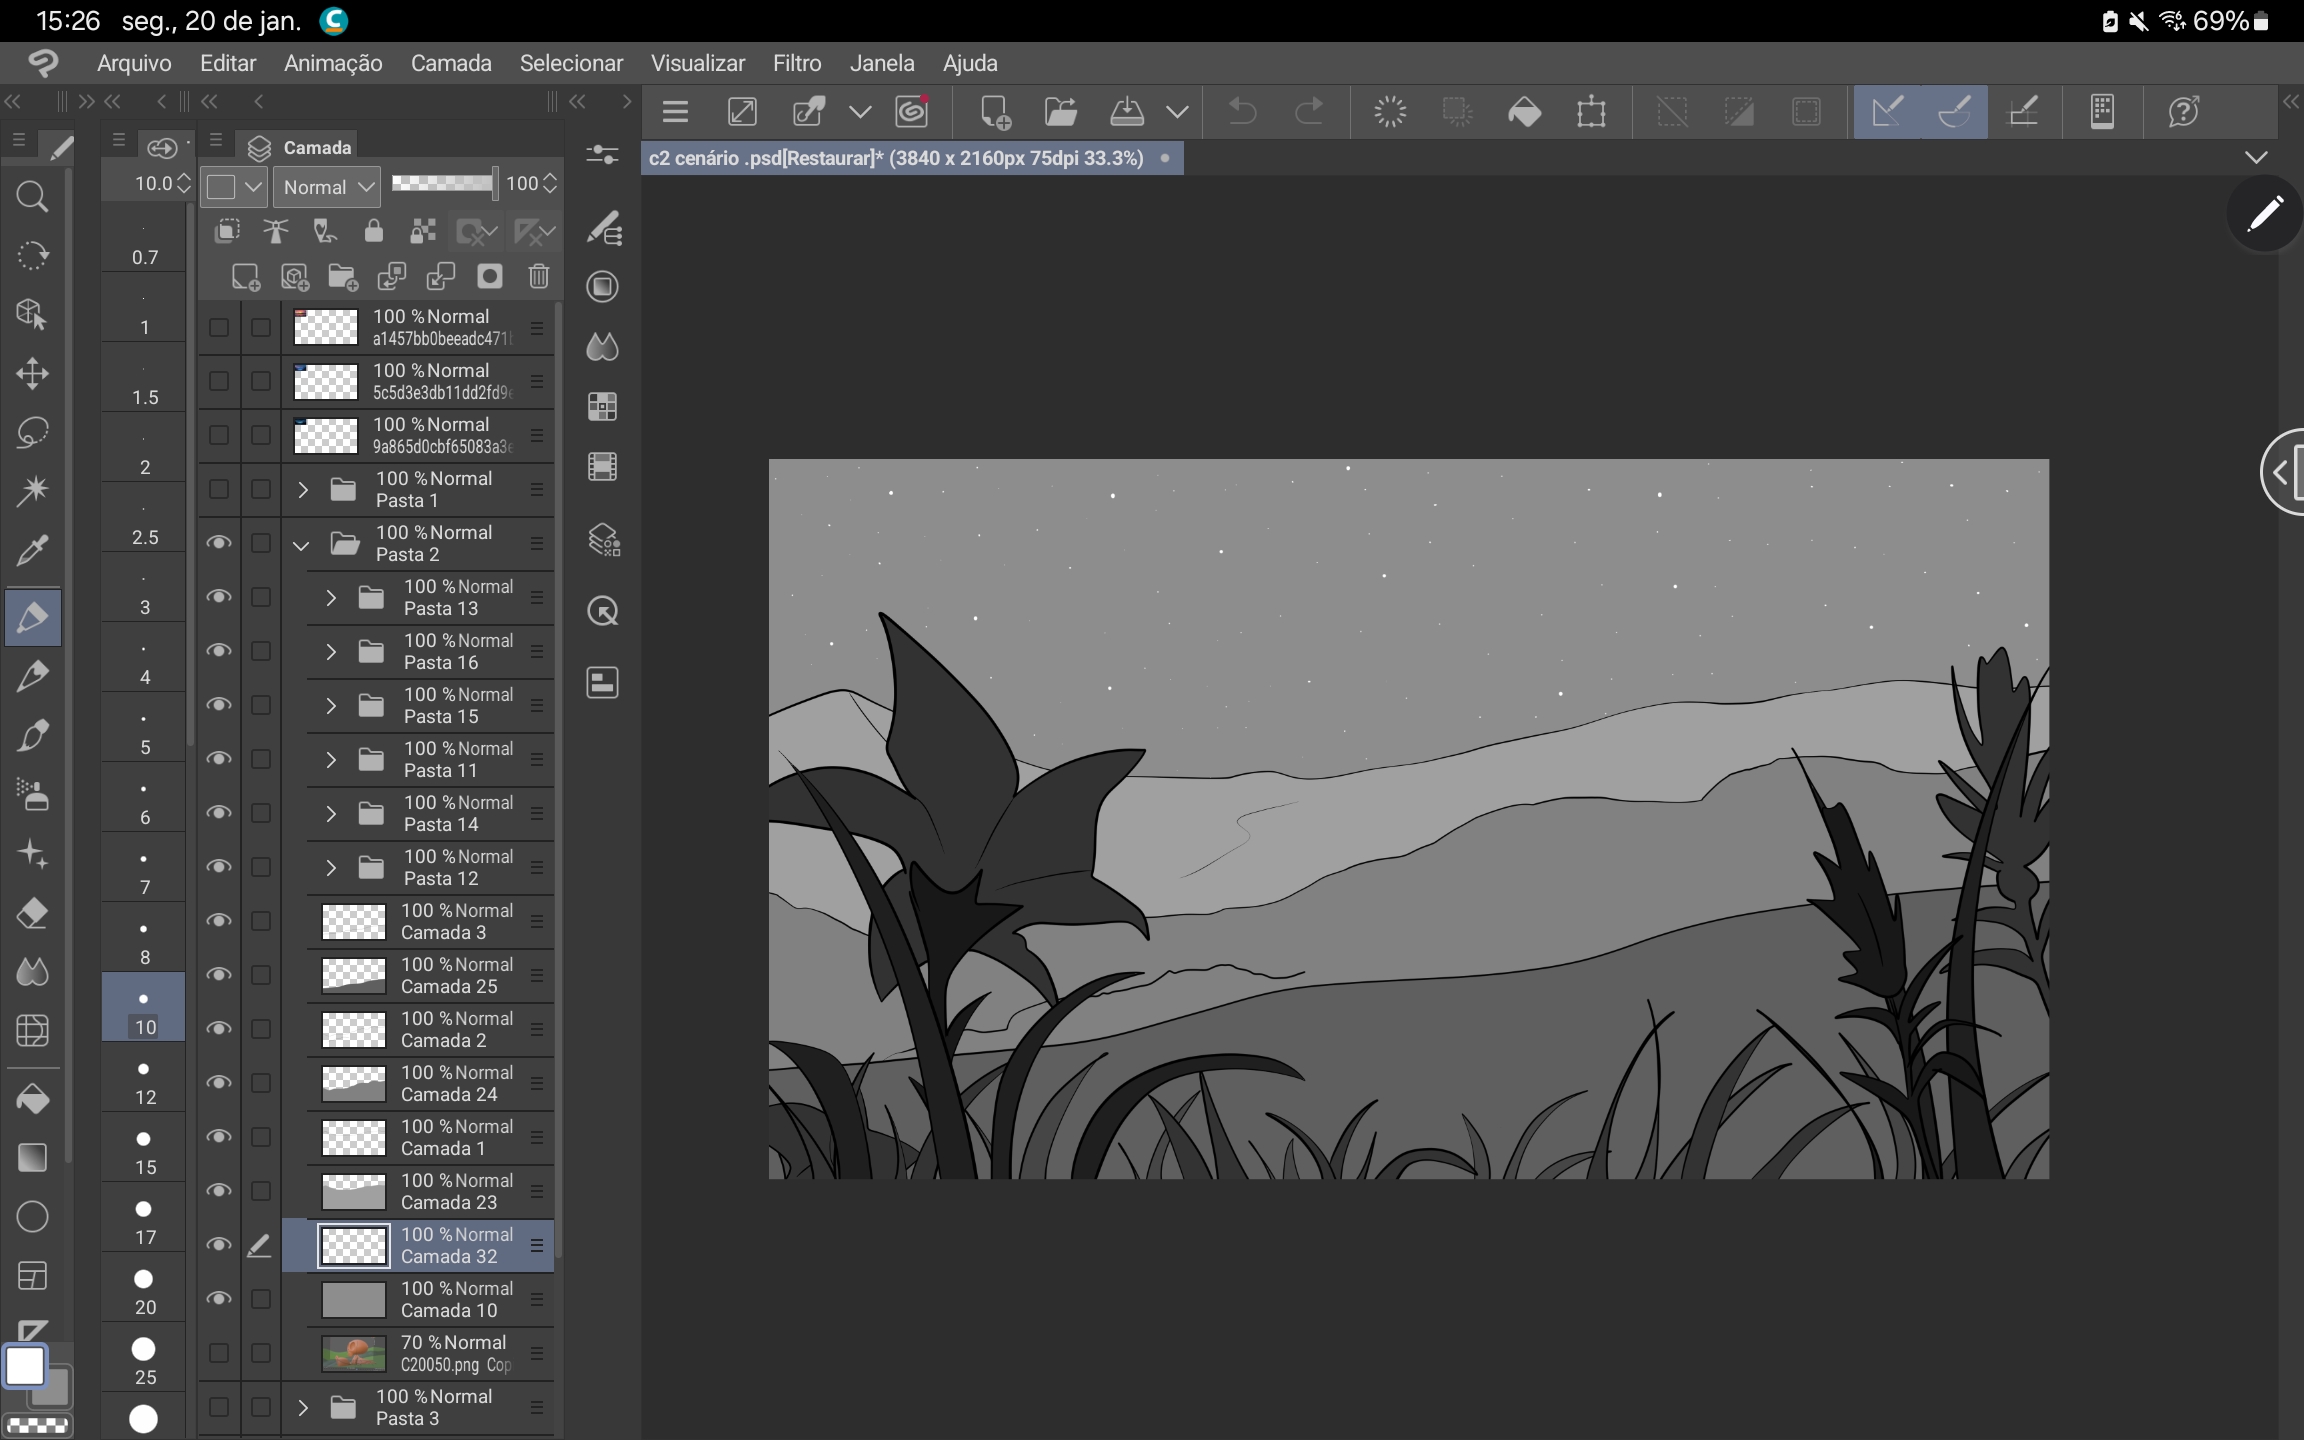 15:26 seg., 20 de jan. C
69%
Arquivo Editar Animação Camada Selecionar Visualizar Filtro Janela Ajuda
Camada
c2 cenário .psd[Restaurar]* (3840 x 2160px 75dpi 33.3%)
10.0
Normal
100
0.7
1
1.5
2
2.5
3
4
5
6
7
8
10
12
15
17
20
25
100 %Normal
a1457bb0beeadc471
100 %Normal
5c5d3e3db11dd2fd9
100 %Normal
9a865d0cbf65083a3
100 %Normal
Pasta 1
100 %Normal
Pasta 2
100 %Normal
Pasta 13
100 %Normal
Pasta 16
100 %Normal
Pasta 15
100 %Normal
Pasta 11
100 %Normal
Pasta 14
100 %Normal
Pasta 12
100 %Normal
Camada 3
100 %Normal
Camada 25
100 %Normal
Camada 2
100 %Normal
Camada 24
100 %Normal
Camada 1
100 %Normal
Camada 23
100 %Normal
Camada 32
100 %Normal
Camada 10
70 %Normal
C20050.png Cop
100 %Normal
Pasta 3